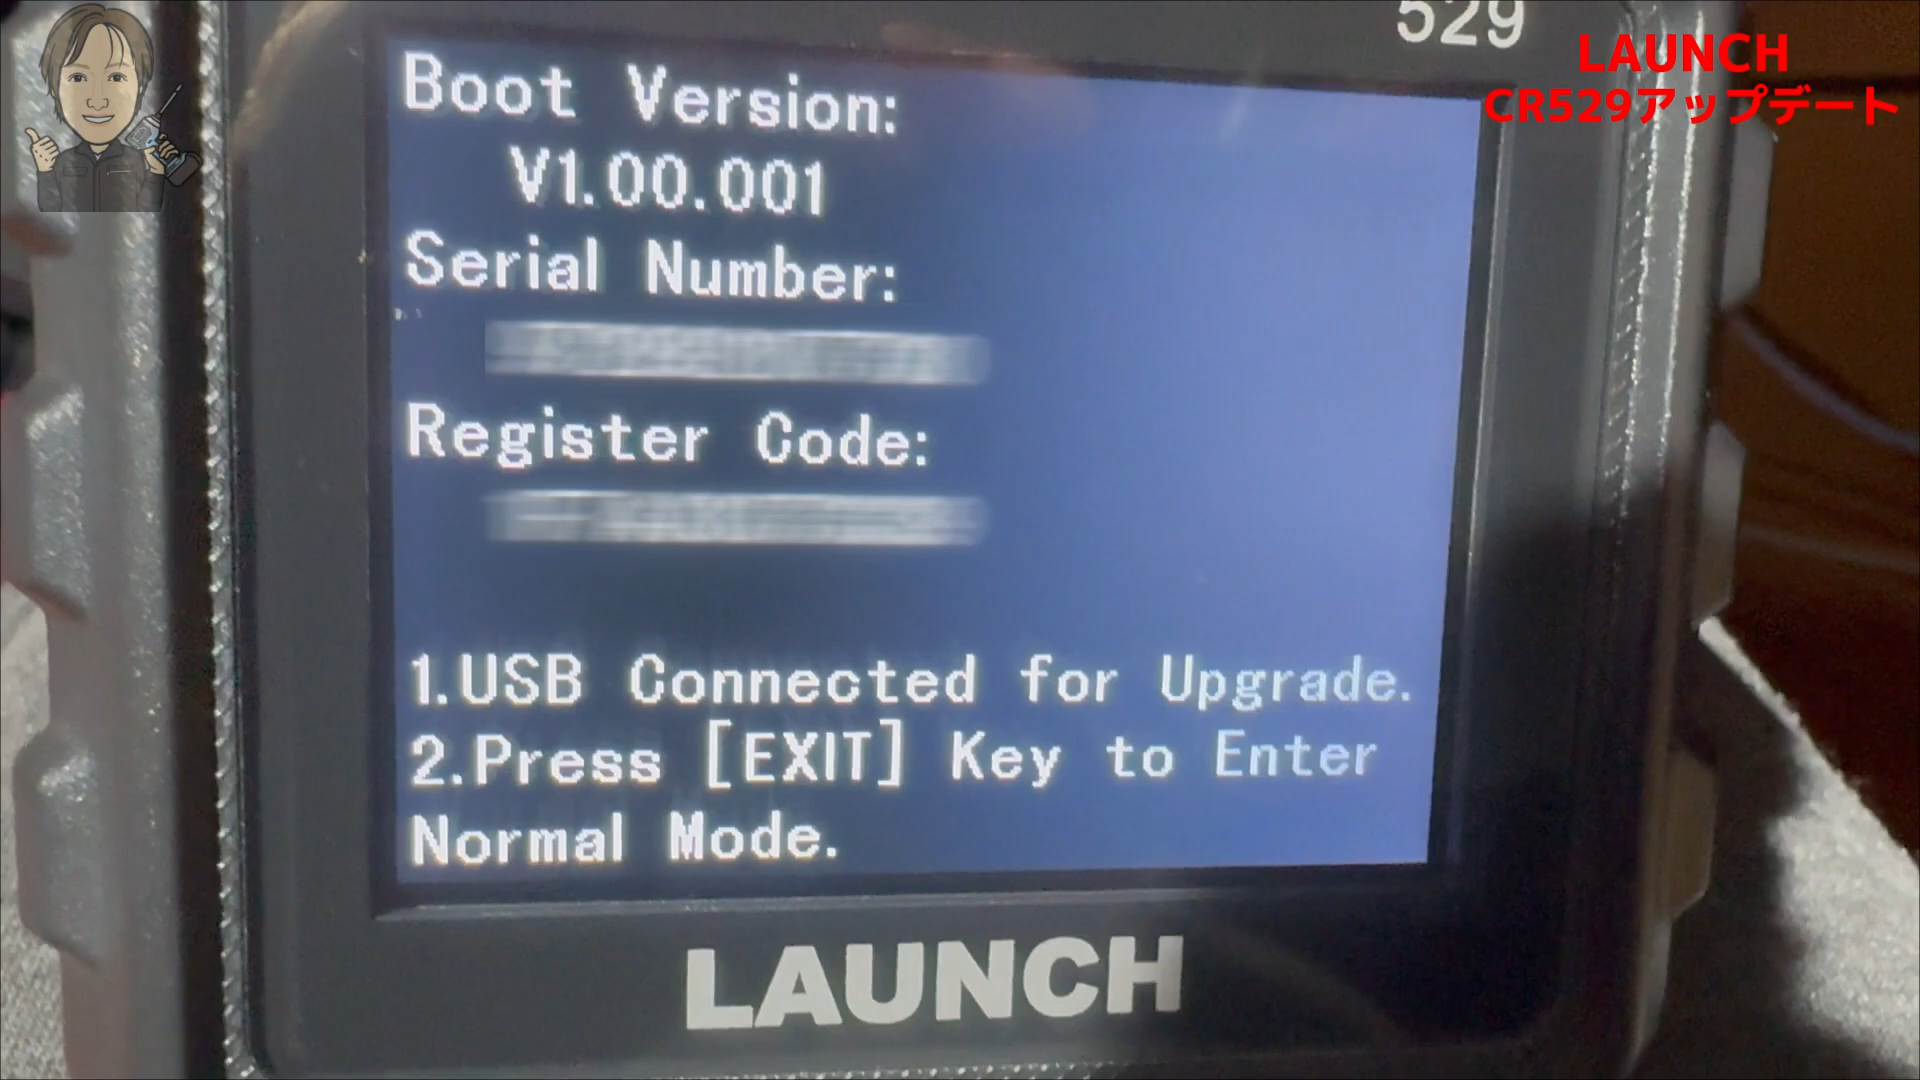 529
LAUNCH
CR529アップデート
Boot Version:
V1.00.001
Serial Number:
Register Code:
1.USB Connected for Upgrade.
2.Press [EXIT] Key to Enter
Normal Mode.
LAUNCH